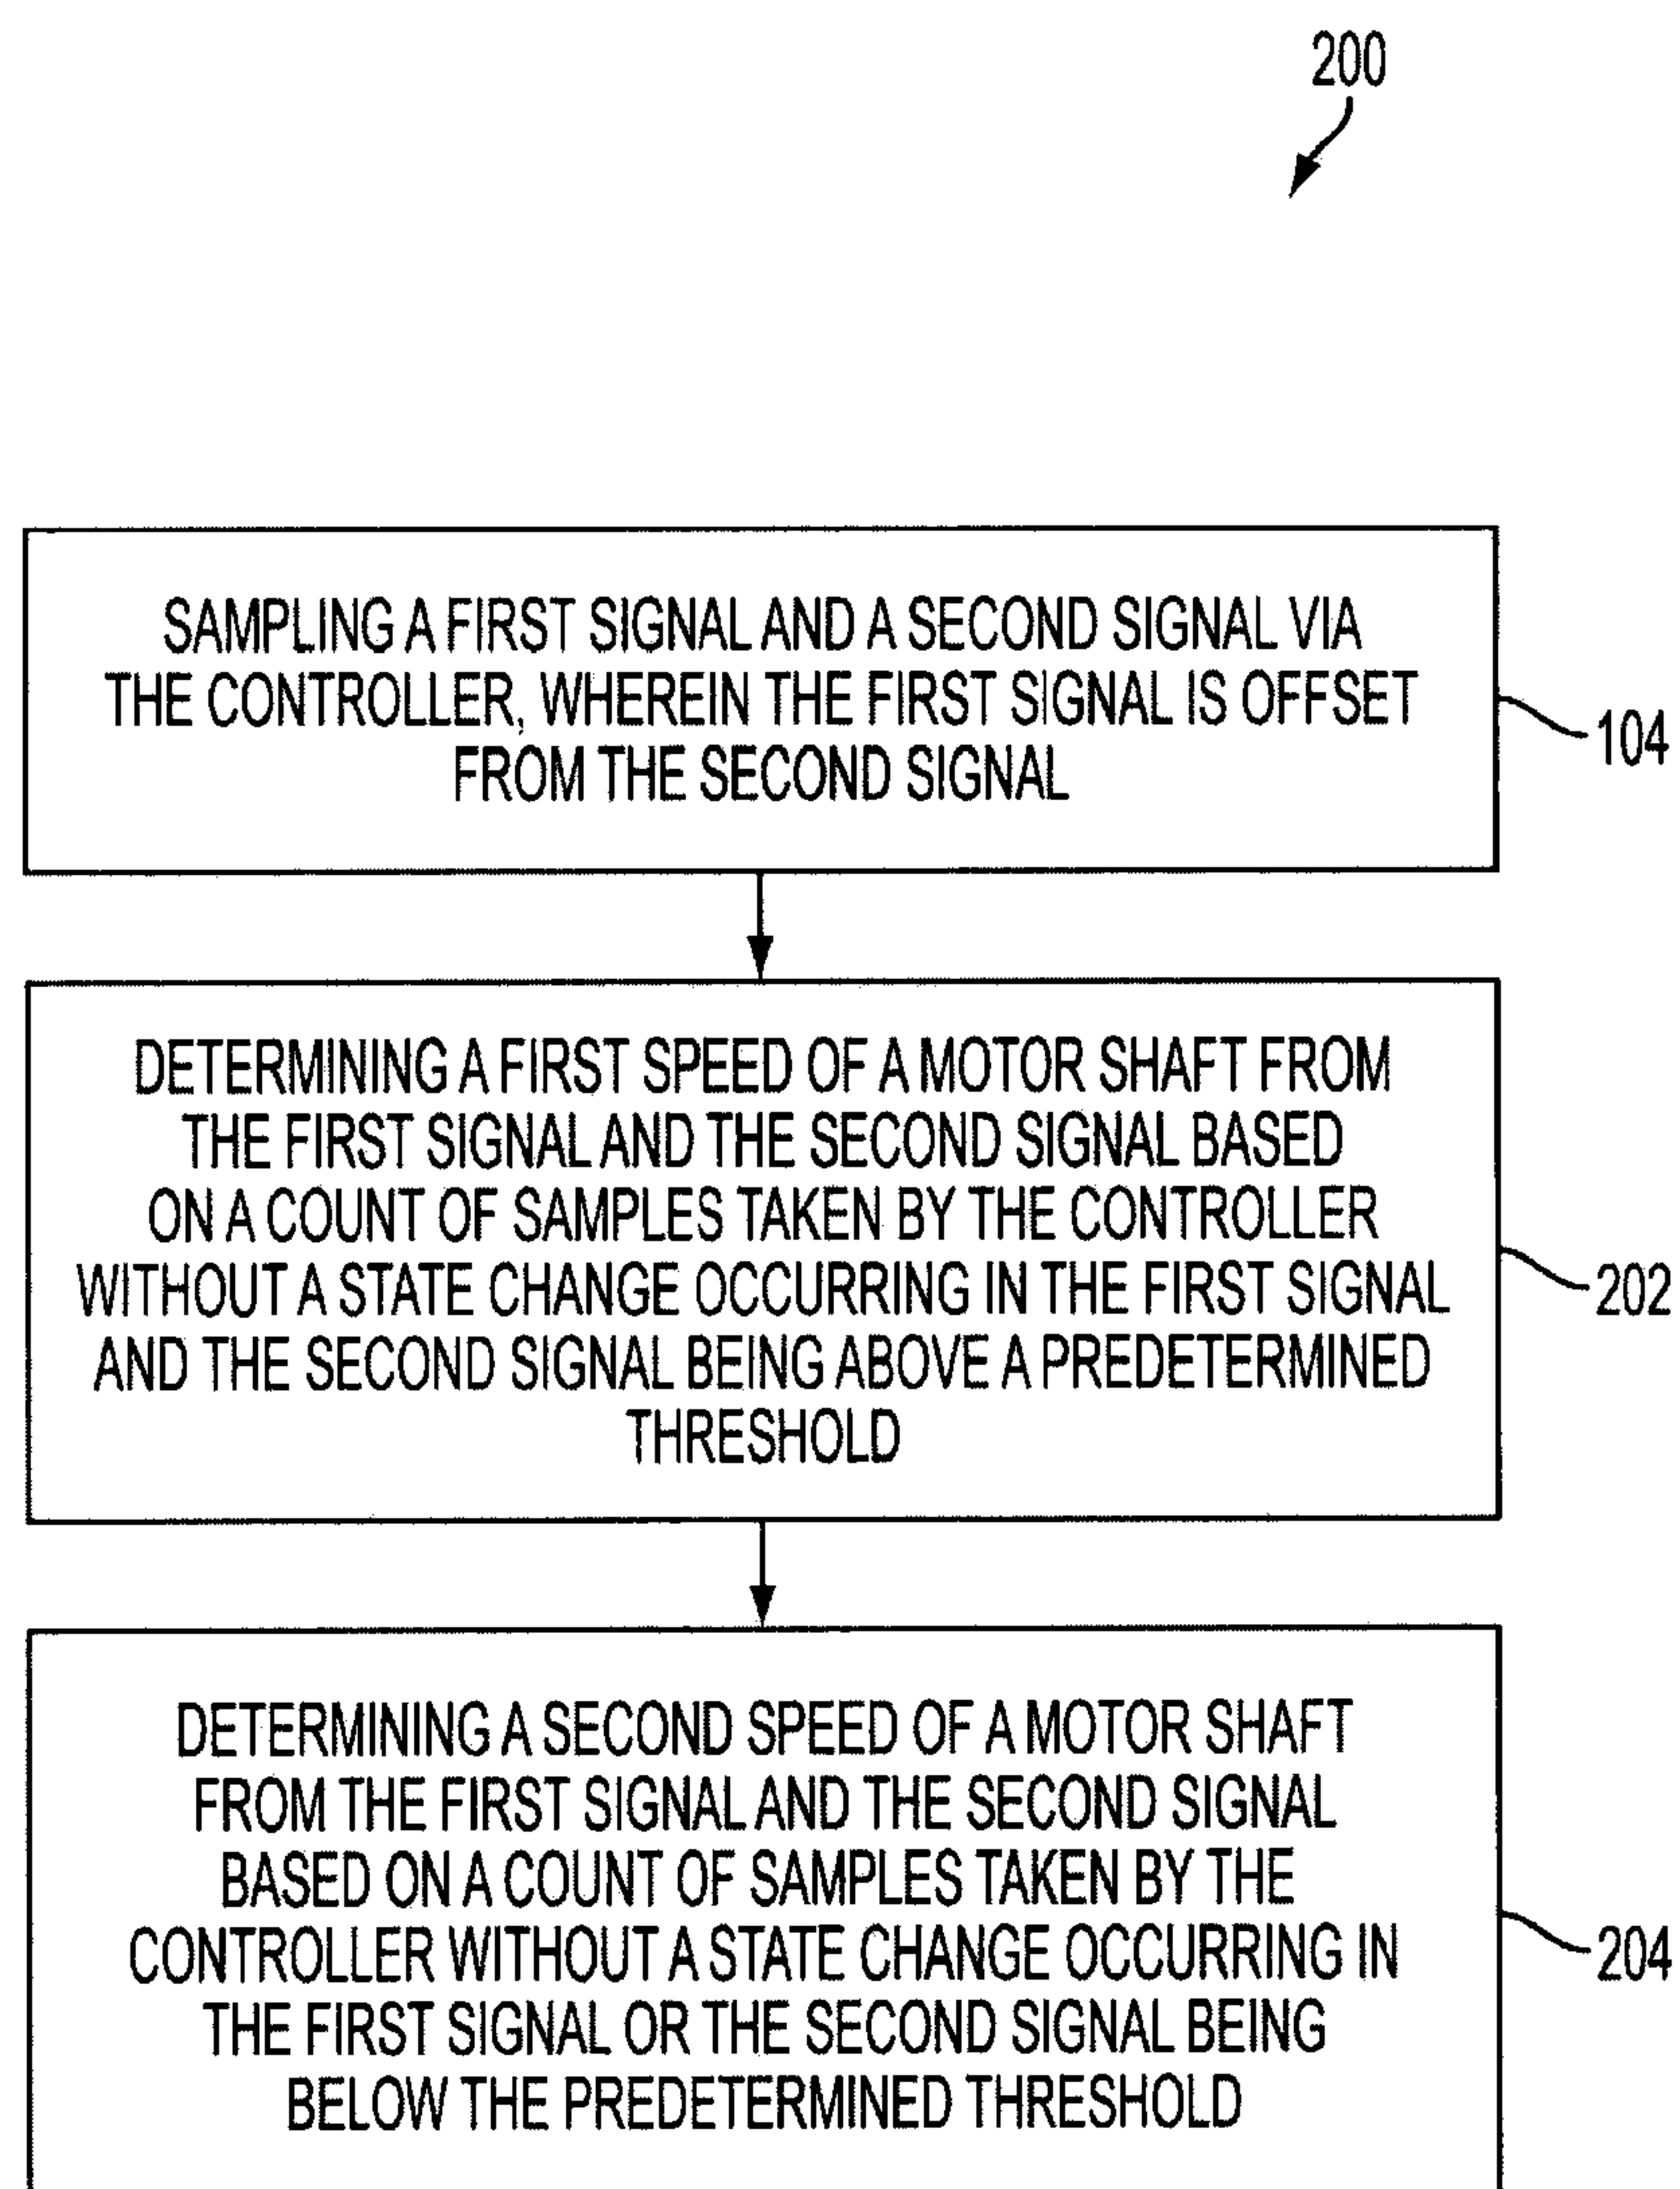 200
SAMPLING A FIRST SIGNAL AND A SECOND SIGNAL VIA
THE CONTROLLER, WHEREIN THE FIRST SIGNAL IS OFFSET
FROM THE SECOND SIGNAL
104
DETERMINING A FIRST SPEED OF A MOTOR SHAFT FROM
THE FIRST SIGNAL AND THE SECOND SIGNAL BASED
ON A COUNT OF SAMPLES TAKEN BY THE CONTROLLER
WITHOUT A STATE CHANGE OCCURRING IN THE FIRST SIGNAL
AND THE SECOND SIGNAL BEING ABOVE A PREDETERMINED
THRESHOLD
202
DETERMINING A SECOND SPEED OF A MOTOR SHAFT
FROM THE FIRST SIGNAL AND THE SECOND SIGNAL
BASED ON A COUNT OF SAMPLES TAKEN BY THE
CONTROLLER WITHOUT A STATE CHANGE OCCURRING IN
THE FIRST SIGNAL OR THE SECOND SIGNAL BEING
BELOW THE PREDETERMINED THRESHOLD
204